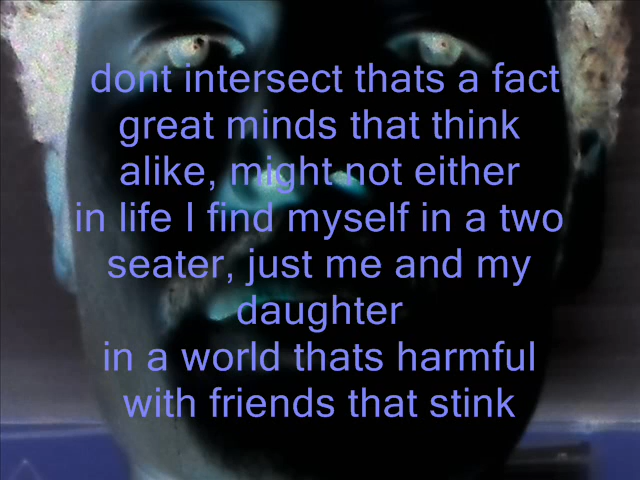 dont intersect thats a fact
great minds that think
alike, might not either
in life I find myself in a two
seater, just me and my
daughter
in a world thats harmful
with friends that stink